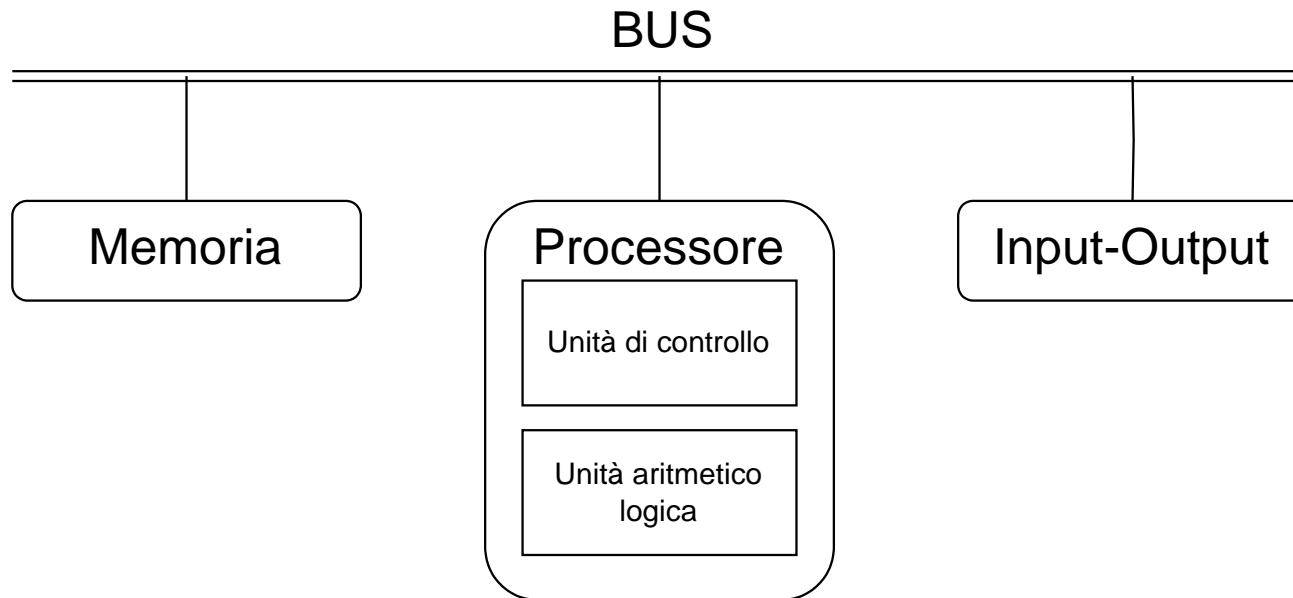 BUS
Memoria
Processore
Input-Output
Unità di controllo
Unità aritmetico
logica